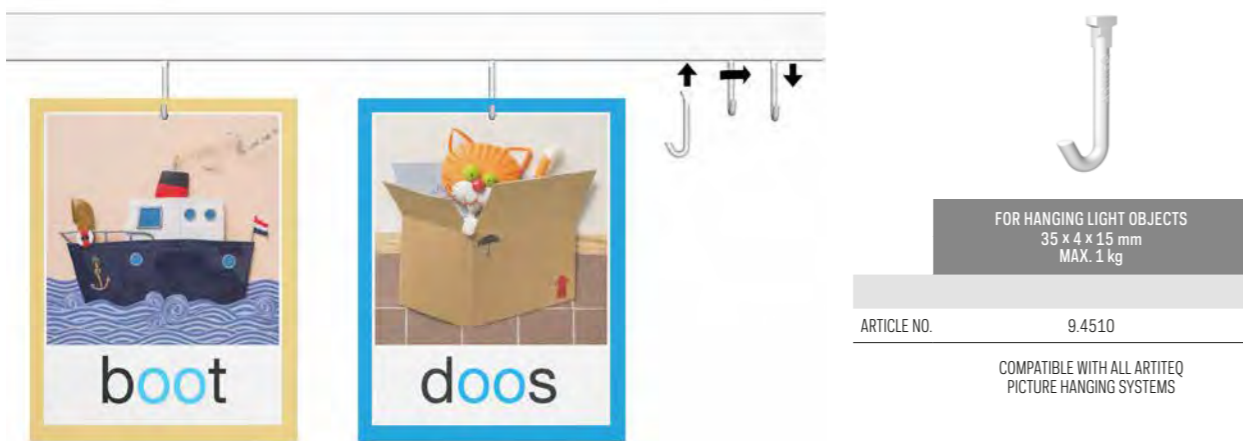 boot
doos
FOR HANGING LIGHT OBJECTS
35 x 4 x 15 mm
MAX. 1 kg
ARTICLE NO. 9.4510
COMPATIBLE WITH ALL ARTITEQ
PICTURE HANGING SYSTEMS